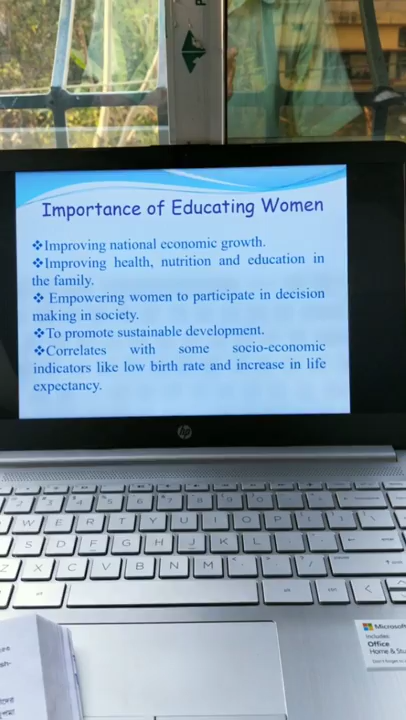 Importance of Educating Women
❖Improving national economic growth.
❖Improving health, nutrition and education in
the family.
❖ Empowering women to participate in decision
making in society.
❖To promote sustainable development.
❖Correlates with some socio-economic
indicators like low birth rate and increase in life
expectancy.
hp
W E R T Y U I O P
S D F G H J K L
Z X C V B N M
Microsoft
Includes
Office
Home & Stu